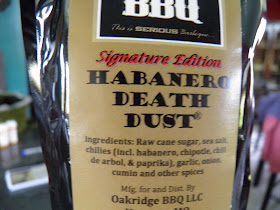 BBQ
This is SERIOUS Barbeque...
Signature Edition
HABANERO
DEATH
DUST®
Ingredients: Raw cane sugar, sea salt,
chilies (incl. habanero, chipotle, chili
de arbol, & paprika), garlic, onion,
cumin and other spices
Mfg. for and Dist. By
Oakridge BBQ LLC